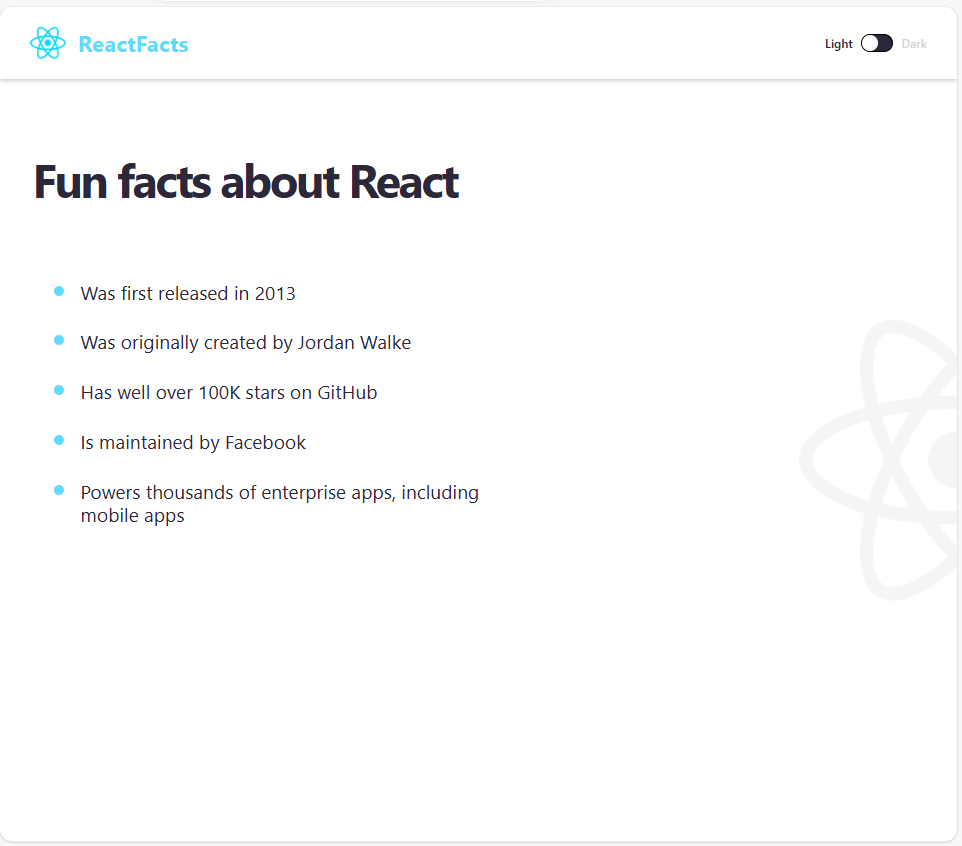 ReactFacts
Light Dark
Fun facts about React
Was first released in 2013
Was originally created by Jordan Walke
Has well over 100K stars on GitHub
Is maintained by Facebook
Powers thousands of enterprise apps, including
mobile apps